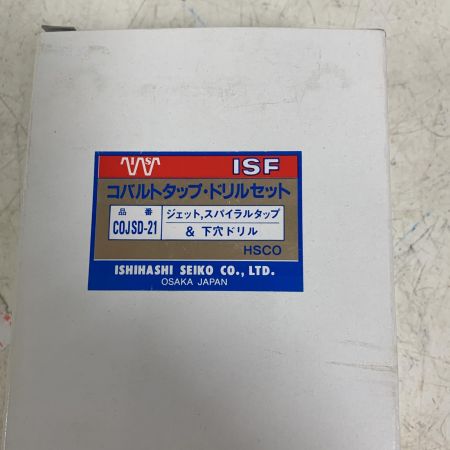 ISF
コバルトタップ・ドリルセット
品番
COJSD-21
ジェット,スパイラルタップ
& 下穴ドリル
HSCO
ISHIHASHI SEIKO CO., LTD.
OSAKA JAPAN